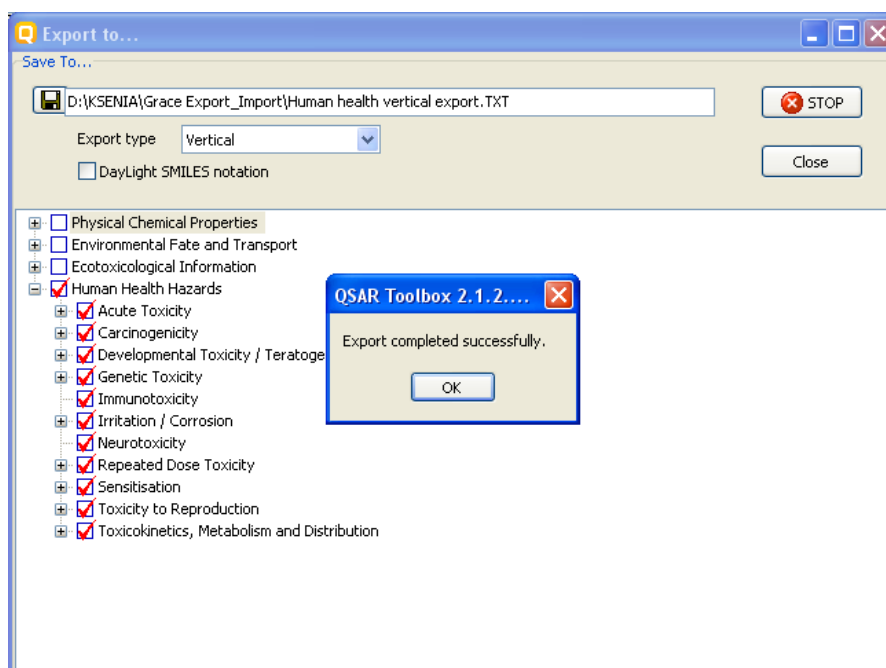 Export to...
Save To...
D:\KSENIA\Grace Export_Import\Human health vertical export.TXT
STOP
Export type
Vertical
Close
DayLight SMILES notation
Physical Chemical Properties
Environmental Fate and Transport
Ecotoxicological Information
Human Health Hazards
QSAR Toolbox 2.1.2....
Acute Toxicity
Carcinogenicity
Export completed successfully.
Developmental Toxicity / Teratoge
Genetic Toxicity
OK
Immunotoxicity
Irritation / Corrosion
Neurotoxicity
Repeated Dose Toxicity
Sensitisation
Toxicity to Reproduction
Toxicokinetics, Metabolism and Distribution